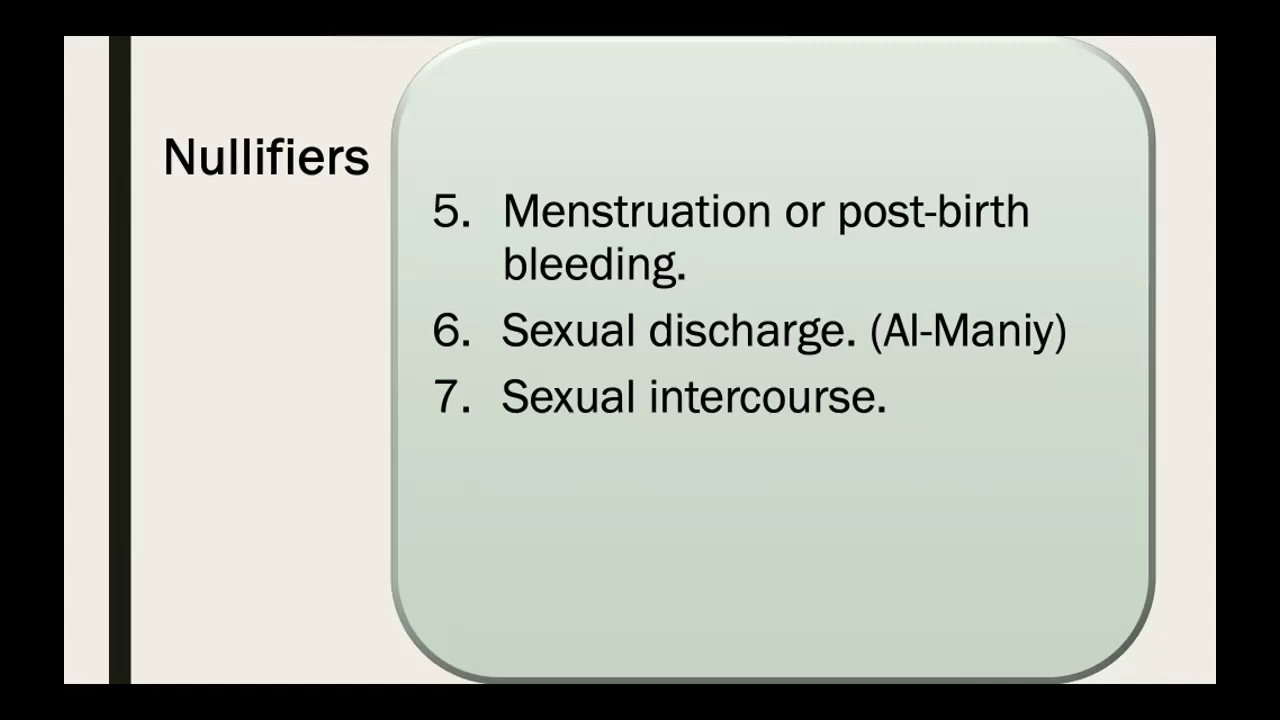 Nullifiers
5. Menstruation or post-birth
bleeding.
6. Sexual discharge. (Al-Maniy)
7. Sexual intercourse.